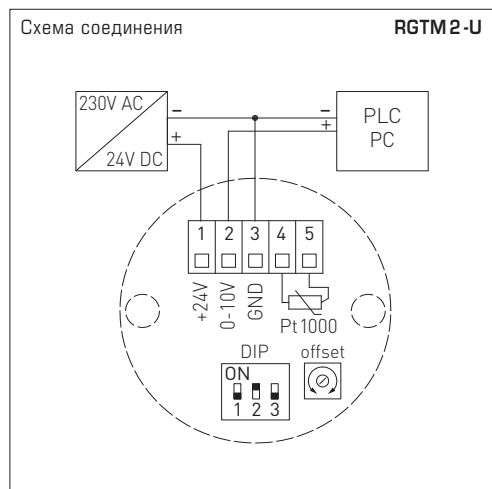 Схема соединения RGTM 2-U
230V AC
24V DC
−
+
−
+
PLC
PC
1 2 3 4 5
+24V
0-10V
GND
Pt1000
DIP
offset
ON
1 2 3